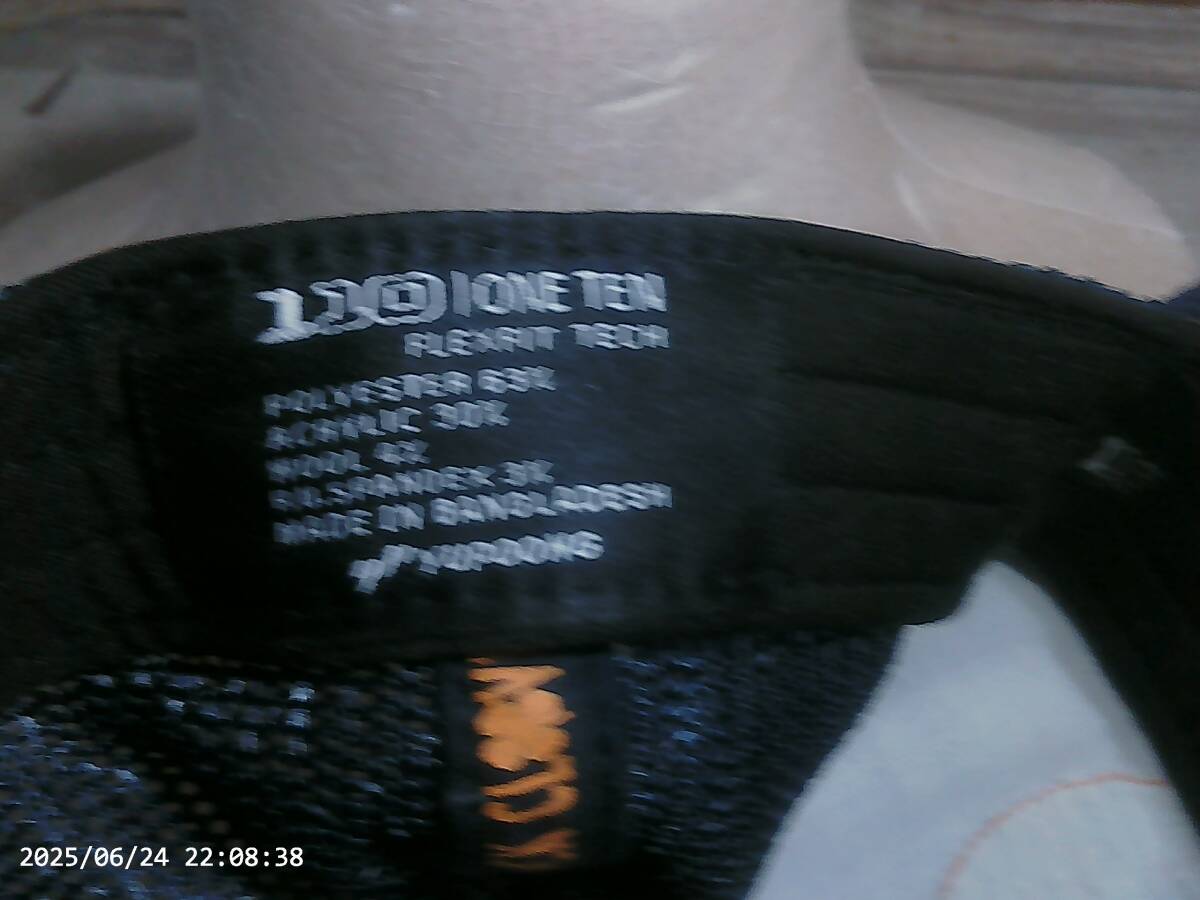 110 | ONE TEN
FLEXFIT TECH
POLYESTER 63%
ACRYLIC 30%
WOOL 4%
P.U.SPANDEX 3%
MADE IN BANGLADESH
YUPOONG
2025/06/24 22:08:38